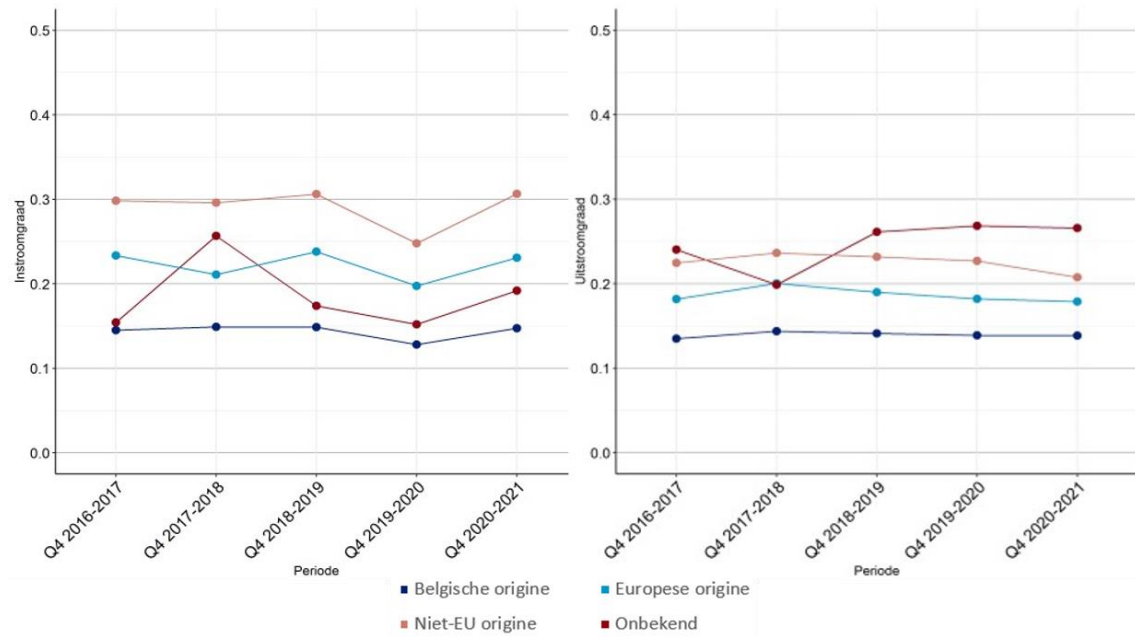 0.5
0.4
0.3
0.2
0.1
0.0
Instroomgraad
Q4 2016-2017
Q4 2017-2018
Q4 2018-2019
Q4 2019-2020
Q4 2020-2021
Periode
0.5
0.4
0.3
0.2
0.1
0.0
Uitstroomgraad
Q4 2016-2017
Q4 2017-2018
Q4 2018-2019
Q4 2019-2020
Q4 2020-2021
Periode
Belgische origine
Europese origine
Niet-EU origine
Onbekend